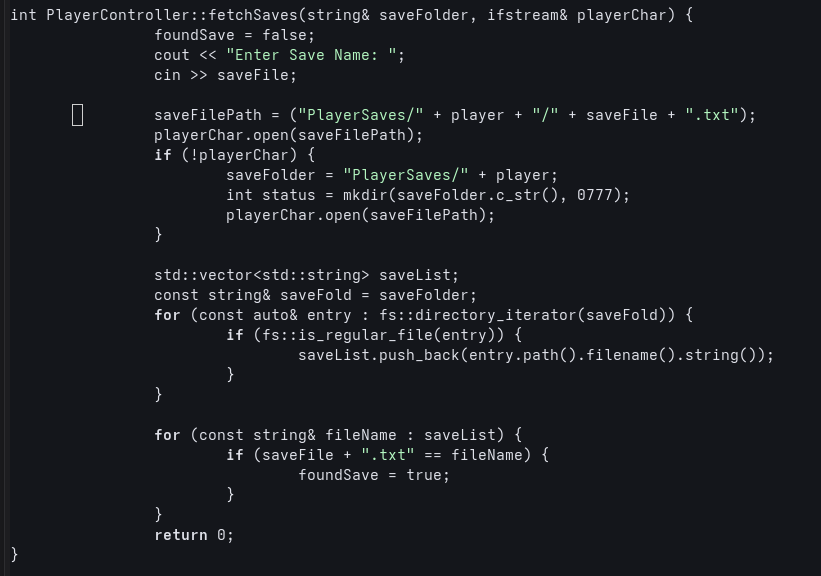 int PlayerController::fetchSaves(string& saveFolder, ifstream& playerChar) {
foundSave = false;
cout << "Enter Save Name: ";
cin >> saveFile;
saveFilePath = ("PlayerSaves/" + player + "/" + saveFile + ".txt");
playerChar.open(saveFilePath);
if (!playerChar) {
saveFolder = "PlayerSaves/" + player;
int status = mkdir(saveFolder.c_str(), 0777);
playerChar.open(saveFilePath);
}
std::vector<std::string> saveList;
const string& saveFold = saveFolder;
for (const auto& entry : fs::directory_iterator(saveFold)) {
if (fs::is_regular_file(entry)) {
saveList.push_back(entry.path().filename().string());
}
}
for (const string& fileName : saveList) {
if (saveFile + ".txt" == fileName) {
foundSave = true;
}
}
return 0;
}